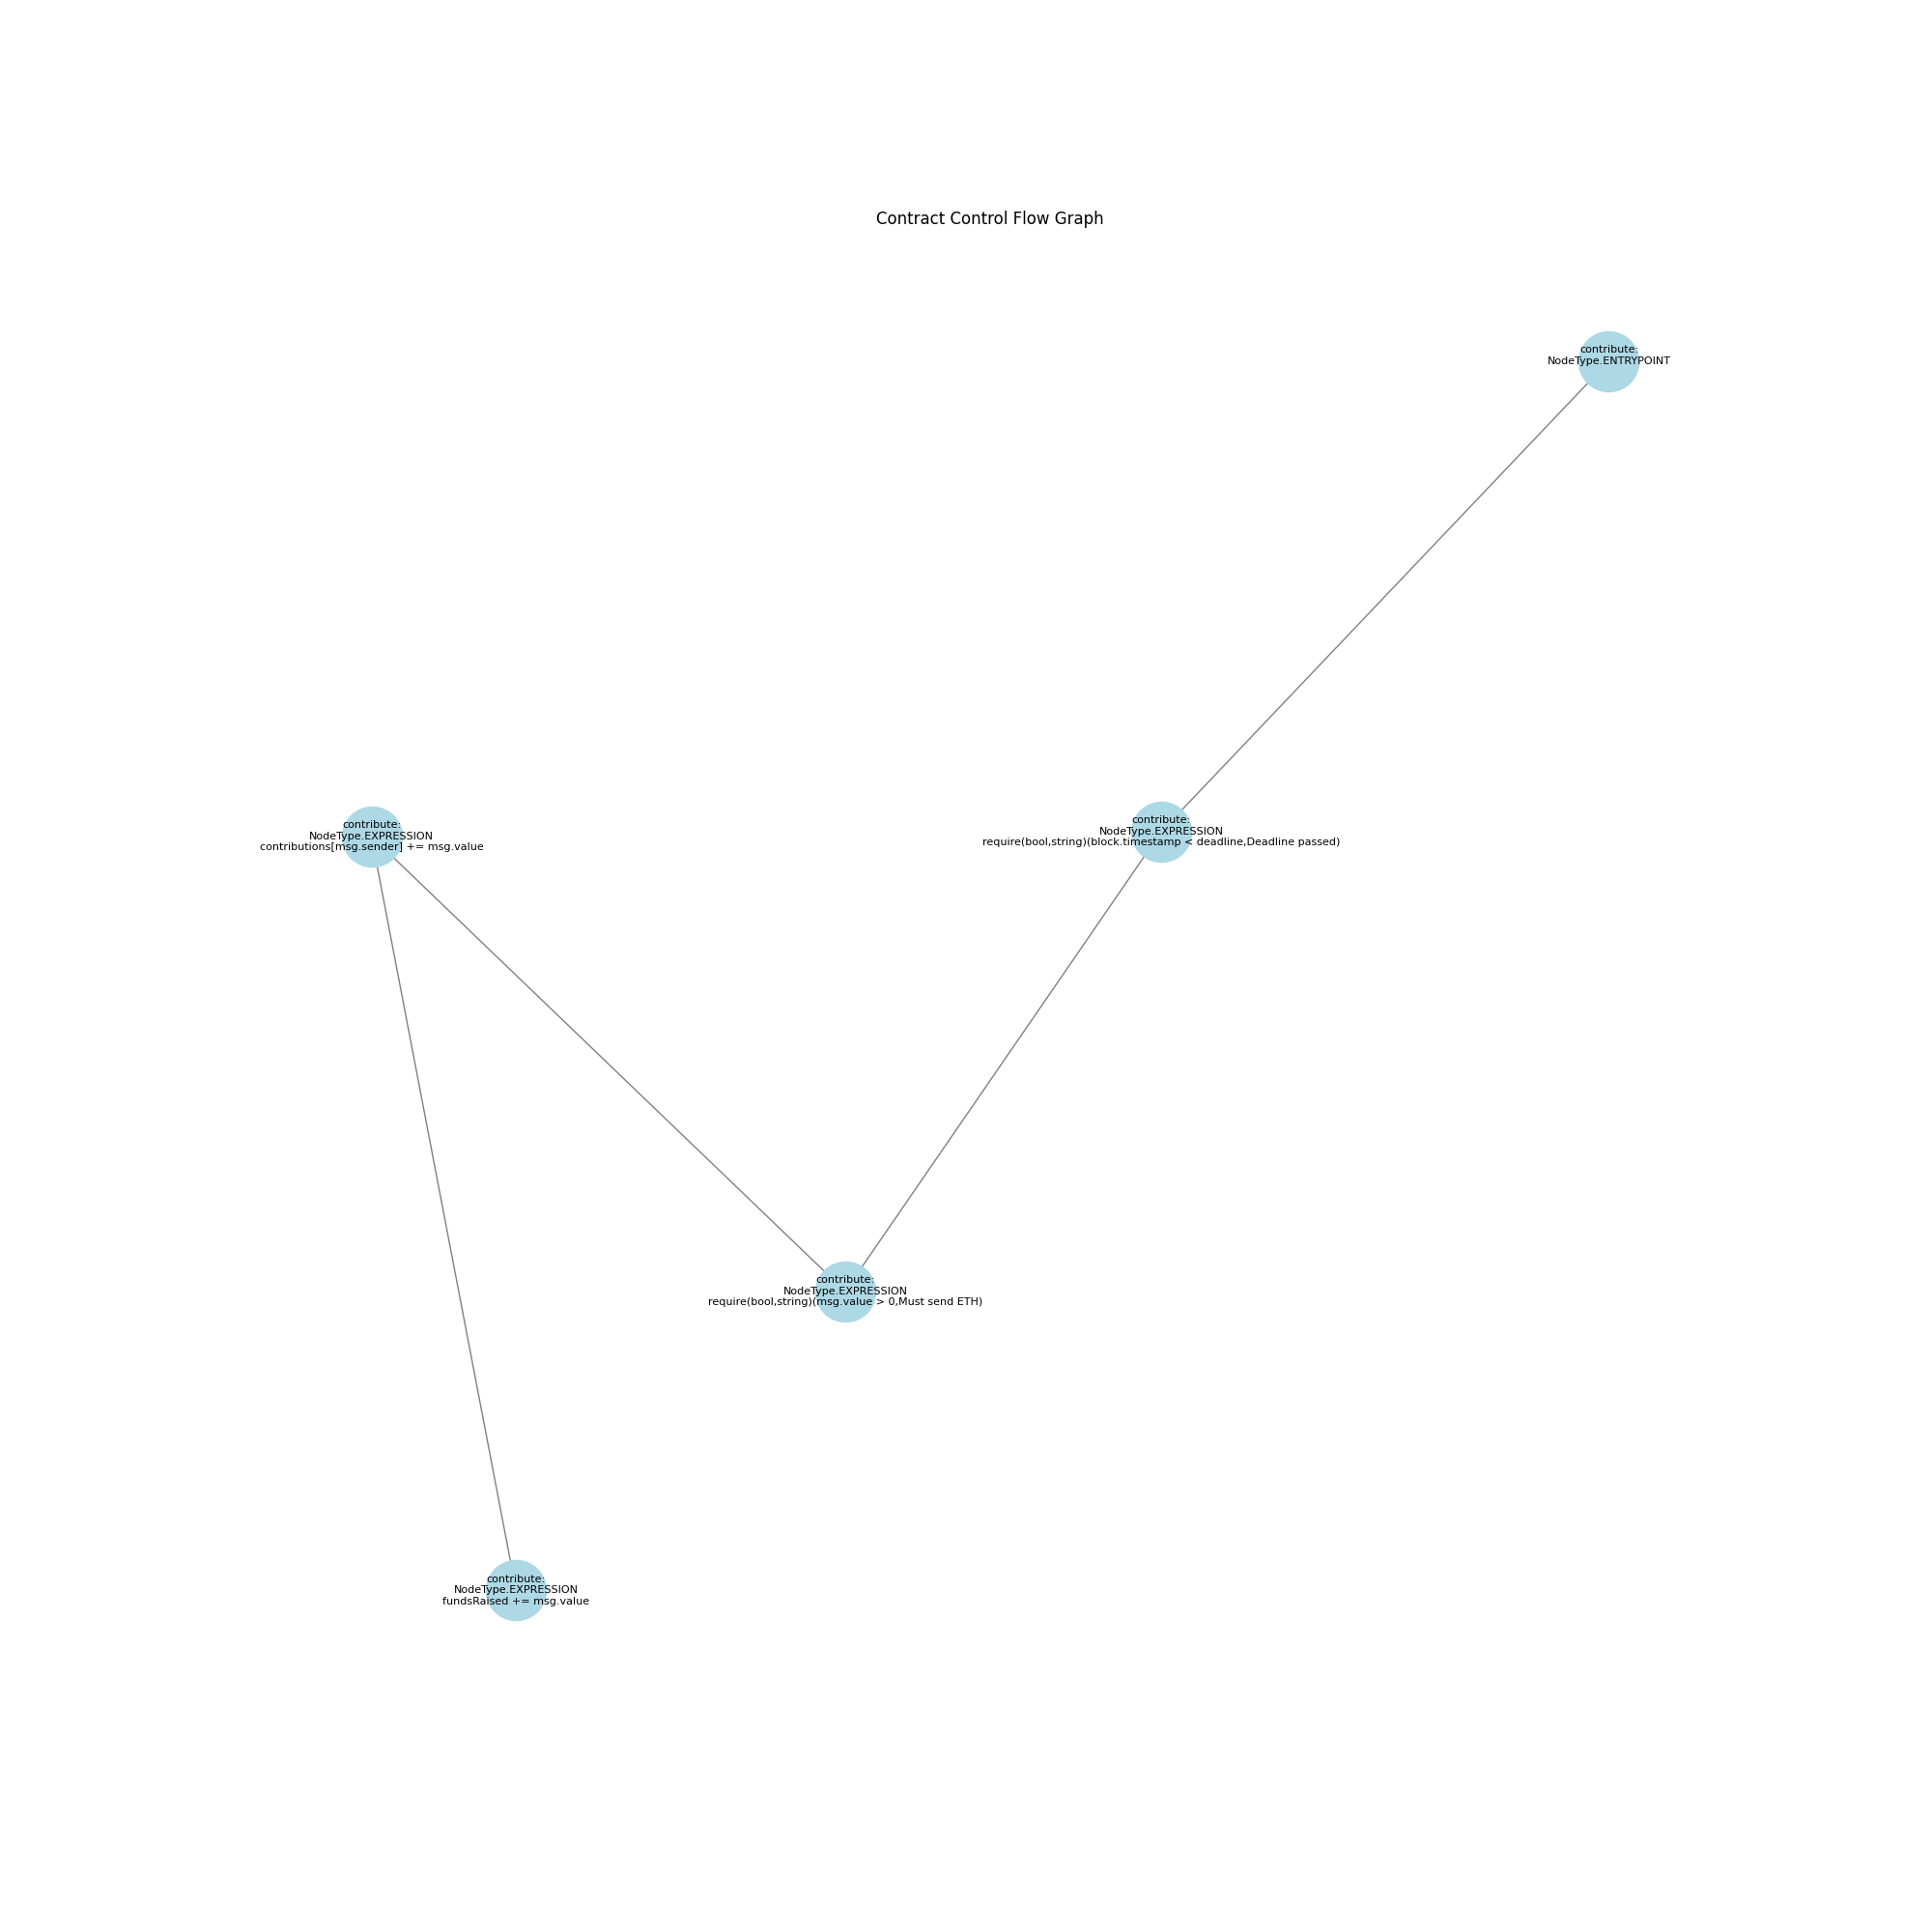 Contract Control Flow Graph
contribute:
NodeType.ENTRYPOINT
contribute:
NodeType.EXPRESSION
contributions[msg.sender] += msg.value
contribute:
NodeType.EXPRESSION
require(bool,string)(block.timestamp < deadline,Deadline passed)
contribute:
NodeType.EXPRESSION
require(bool,string)(msg.value > 0,Must send ETH)
contribute:
NodeType.EXPRESSION
fundsRaised += msg.value